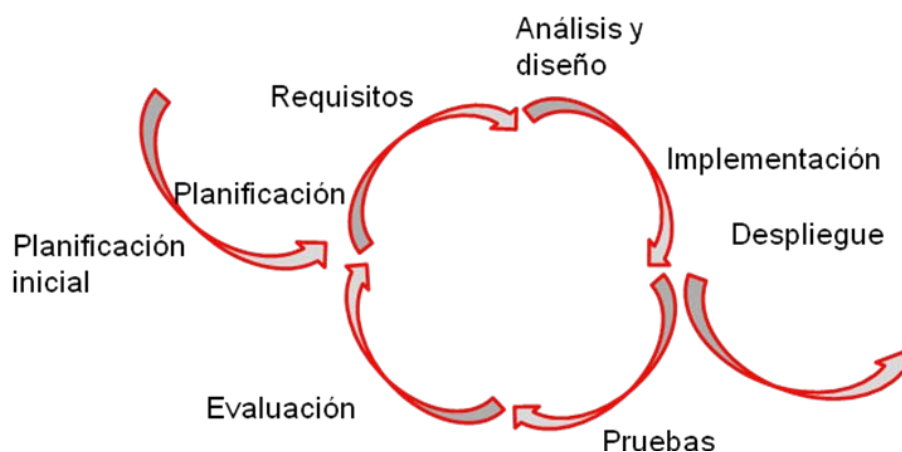 Análisis y
diseño
Requisitos
Implementación
Planificación
Despliegue
Planificación
inicial
Evaluación
Pruebas